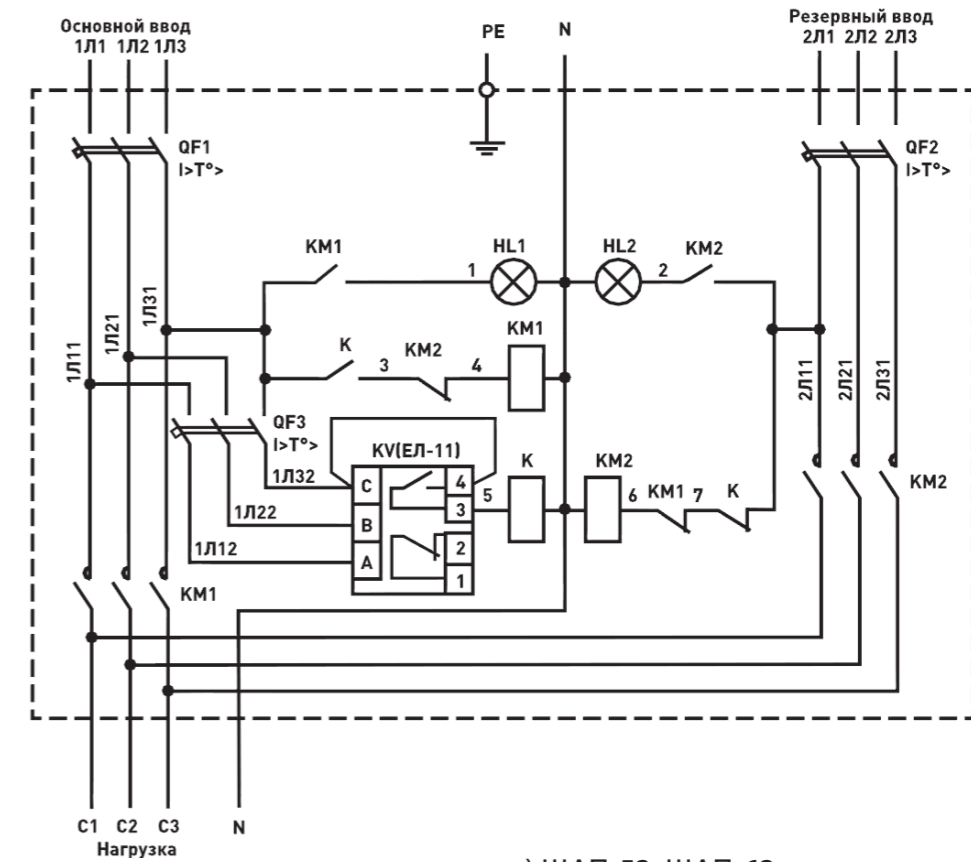 Основной ввод
1Л1 1Л2 1Л3
PE
N
Резервный ввод
2Л1 2Л2 2Л3
QF1
I>T°>
QF2
I>T°>
KM1
1
HL1
HL2
2
KM2
1Л11
1Л21
1Л31
K
3
KM2
4
KM1
2Л11
2Л21
2Л31
QF3
I>T°>
KV(ЕЛ-11)
1Л32
C
4
3
5
K
KM2
6
KM1
7
K
KM2
1Л22
B
2
1Л12
A
1
KM1
C1 C2 C3 N
Нагрузка